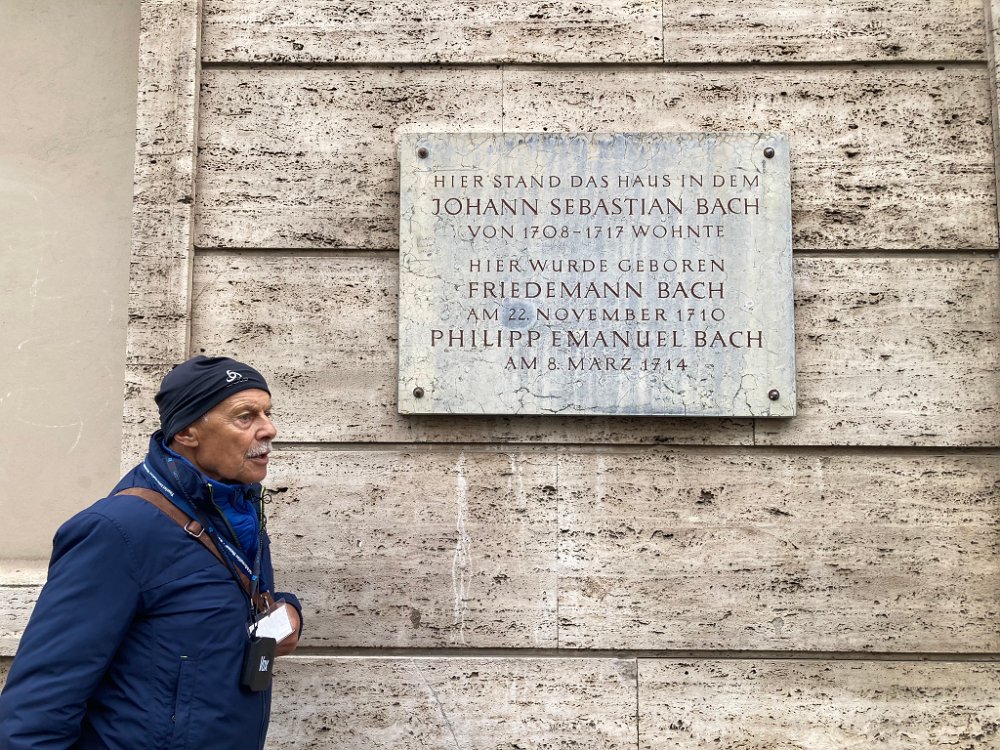 HIER STAND DAS HAUS IN DEM
JOHANN SEBASTIAN BACH
VON 1708-1717 WOHNTE
HIER WURDE GEBOREN
FRIEDEMANN BACH
AM 22. NOVEMBER 1710
PHILIPP EMANUEL BACH
AM 8. MÄRZ 1714
Vox